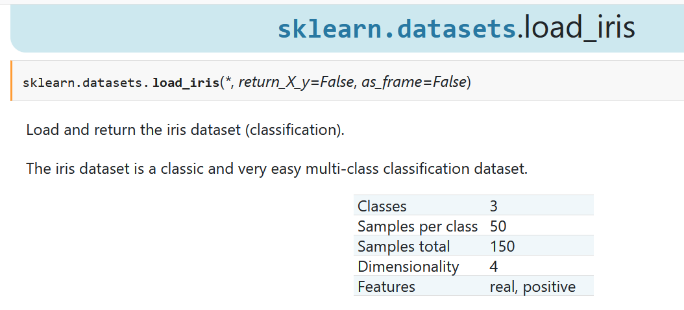 sklearn.datasets.load_iris
sklearn.datasets.load_iris(*, return_X_y=False, as_frame=False)
Load and return the iris dataset (classification).
The iris dataset is a classic and very easy multi-class classification dataset.
Classes 3
Samples per class 50
Samples total 150
Dimensionality 4
Features real, positive